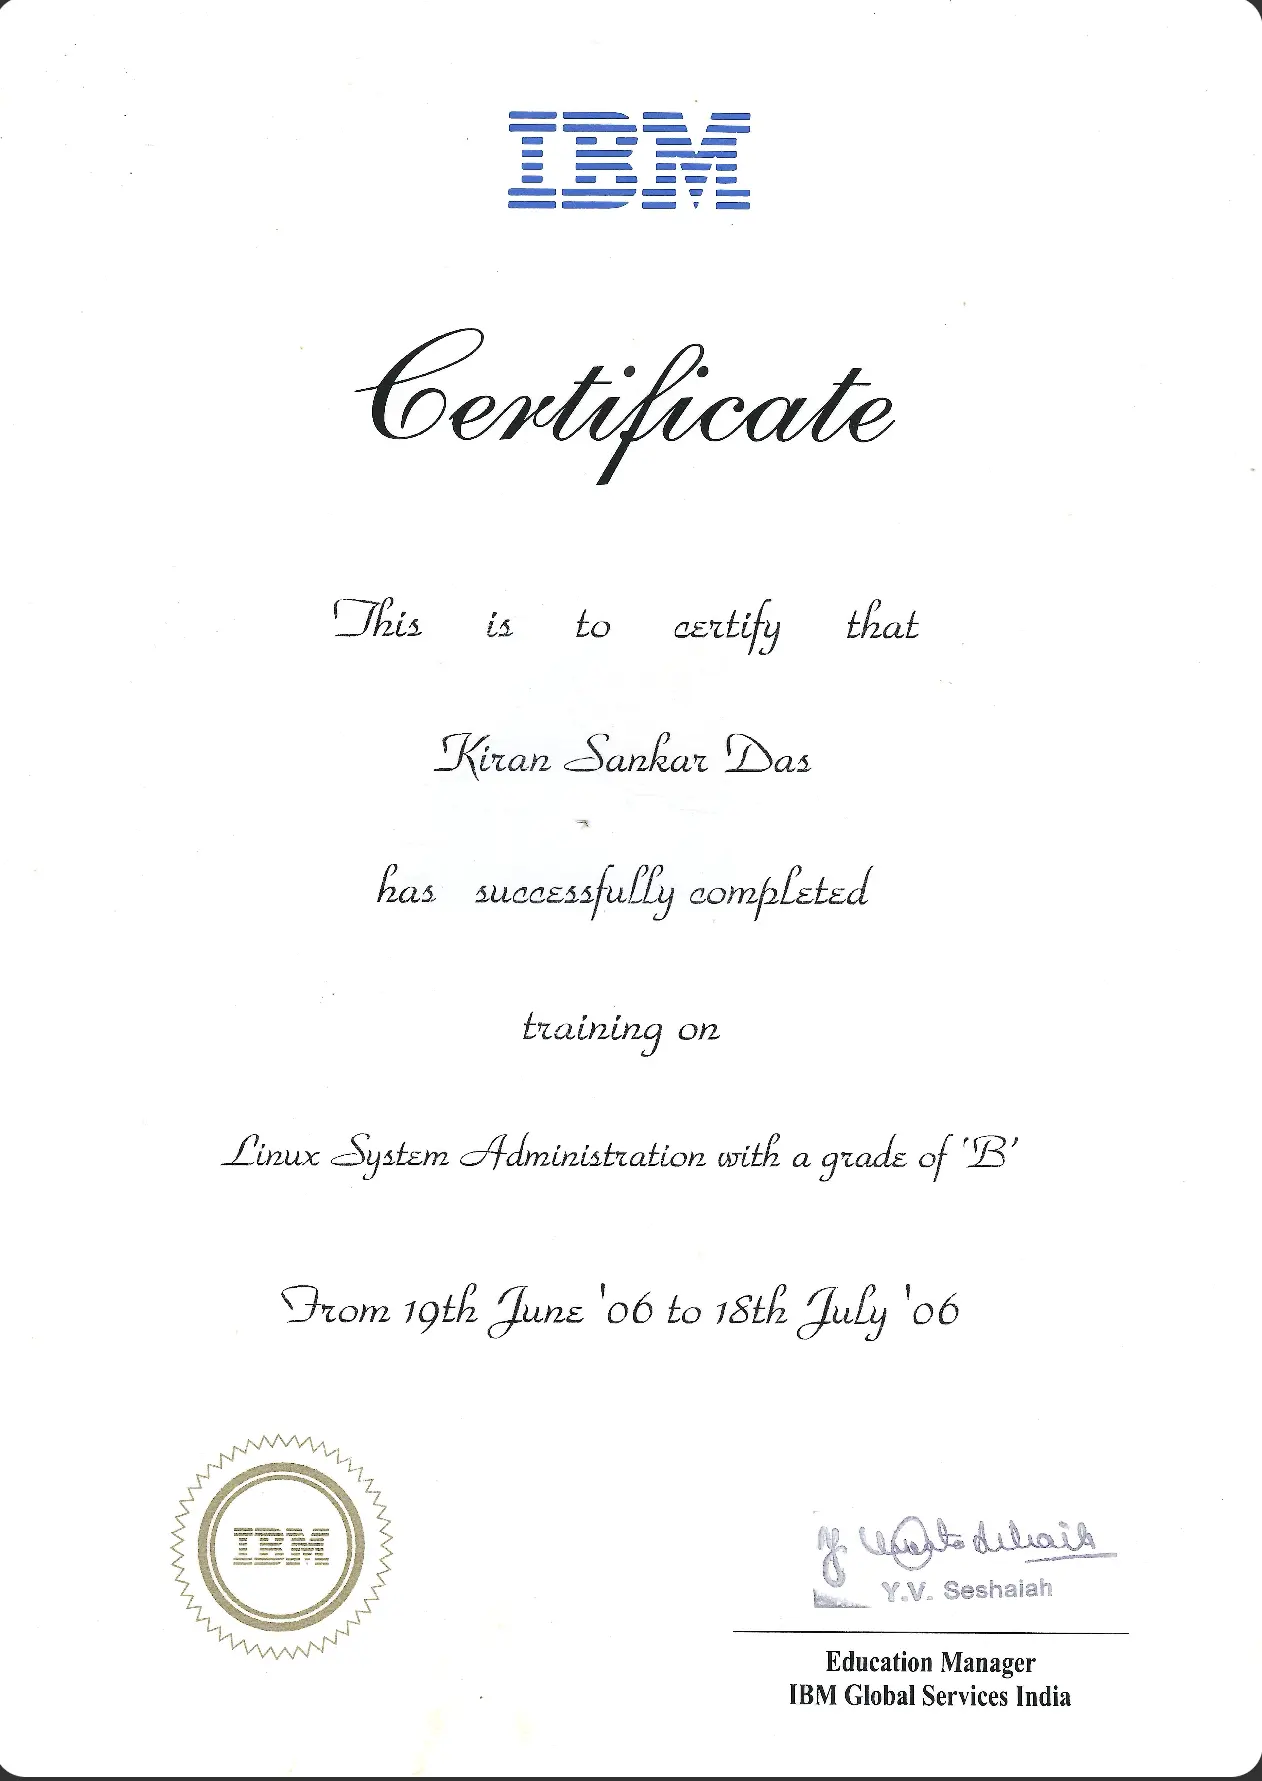 IBM
Certificate
This is to certify that
Kiran Sankar Das
has successfully completed
training on
Linux System Administration with a grade of 'B'
From 19th June '06 to 18th July '06
IBM
Y.V. Seshaiah
Education Manager
IBM Global Services India